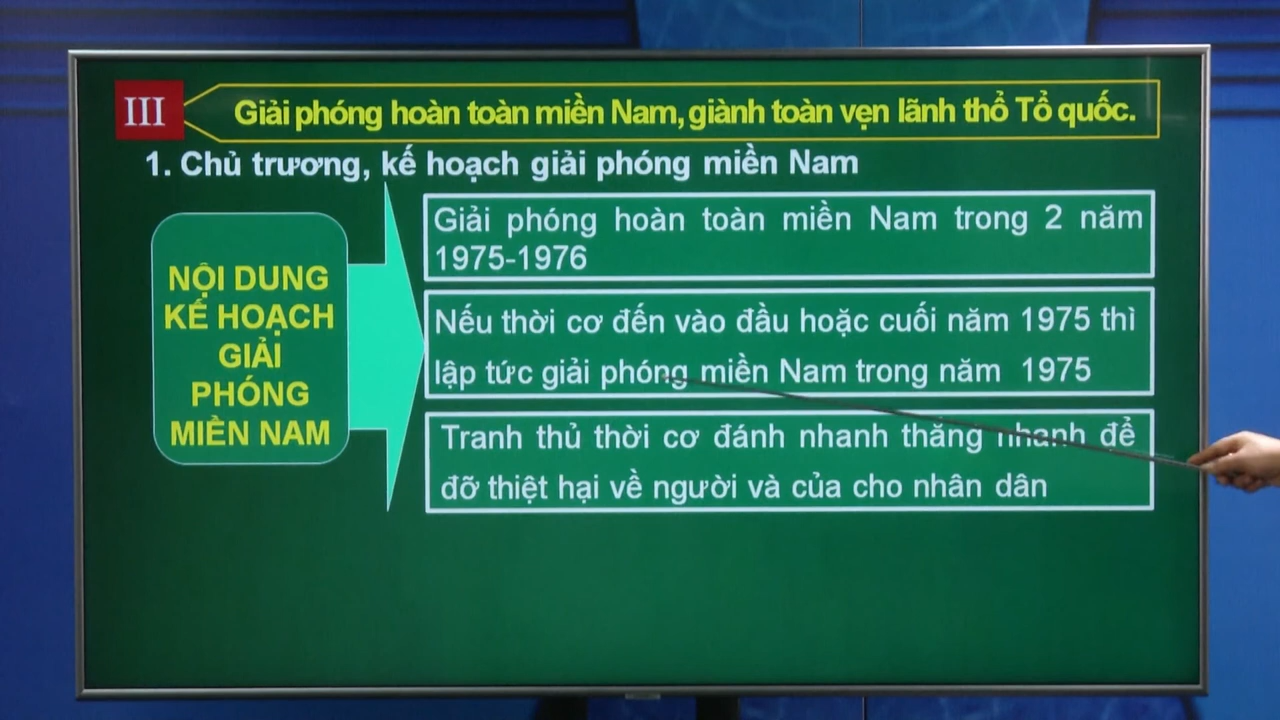 III
Giải phóng hoàn toàn miền Nam, giành toàn vẹn lãnh thổ Tổ quốc.
1. Chủ trương, kế hoạch giải phóng miền Nam
NỘI DUNG
KẾ HOẠCH
GIẢI
PHÓNG
MIỀN NAM
Giải phóng hoàn toàn miền Nam trong 2 năm
1975-1976
Nếu thời cơ đến vào đầu hoặc cuối năm 1975 thì
lập tức giải phóng miền Nam trong năm 1975
Tranh thủ thời cơ đánh nhanh thắng nhanh để
đỡ thiệt hại về người và của cho nhân dân